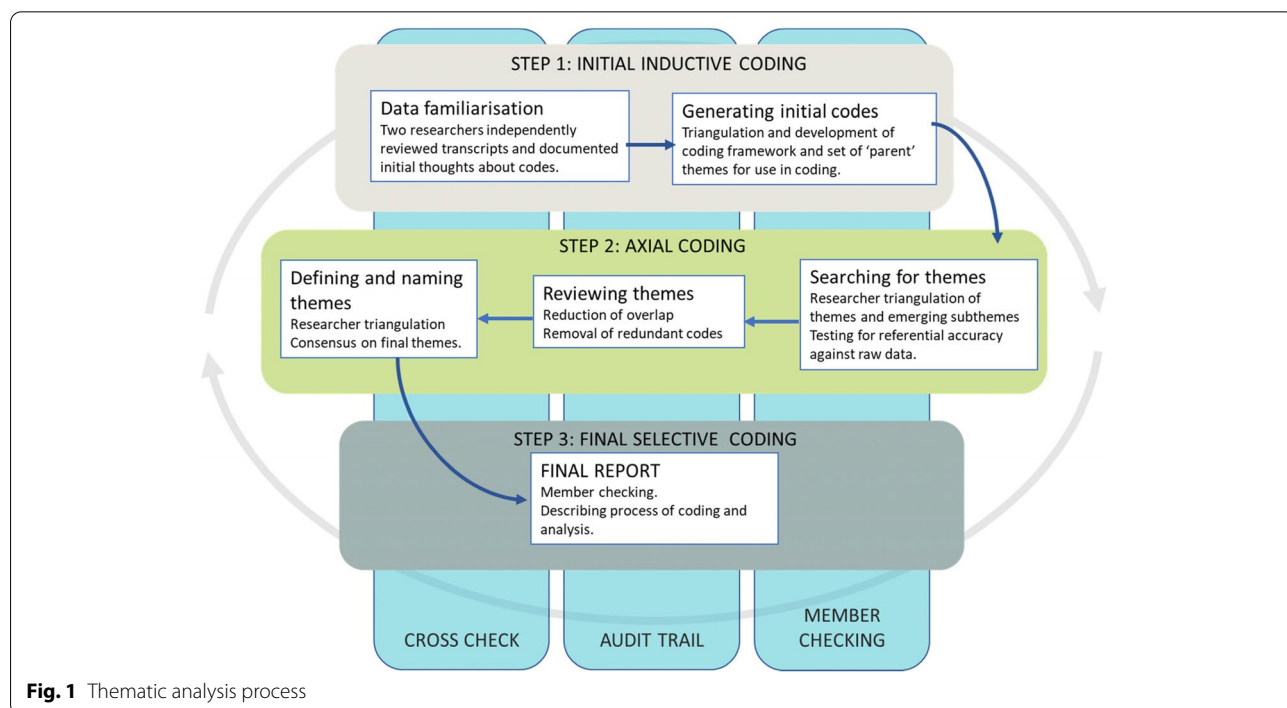 STEP 1: INITIAL INDUCTIVE CODING
Data familiarisation
Two researchers independently
reviewed transcripts and documented
initial thoughts about codes.
Generating initial codes
Triangulation and development of
coding framework and set of ‘parent’
themes for use in coding.
STEP 2: AXIAL CODING
Searching for themes
Researcher triangulation of
themes and emerging subthemes
Testing for referential accuracy
against raw data.
Reviewing themes
Reduction of overlap
Removal of redundant codes
Defining and naming
themes
Researcher triangulation
Consensus on final themes.
STEP 3: FINAL SELECTIVE CODING
FINAL REPORT
Member checking.
Describing process of coding and
analysis.
CROSS CHECK
AUDIT TRAIL
MEMBER
CHECKING
Fig. 1 Thematic analysis process